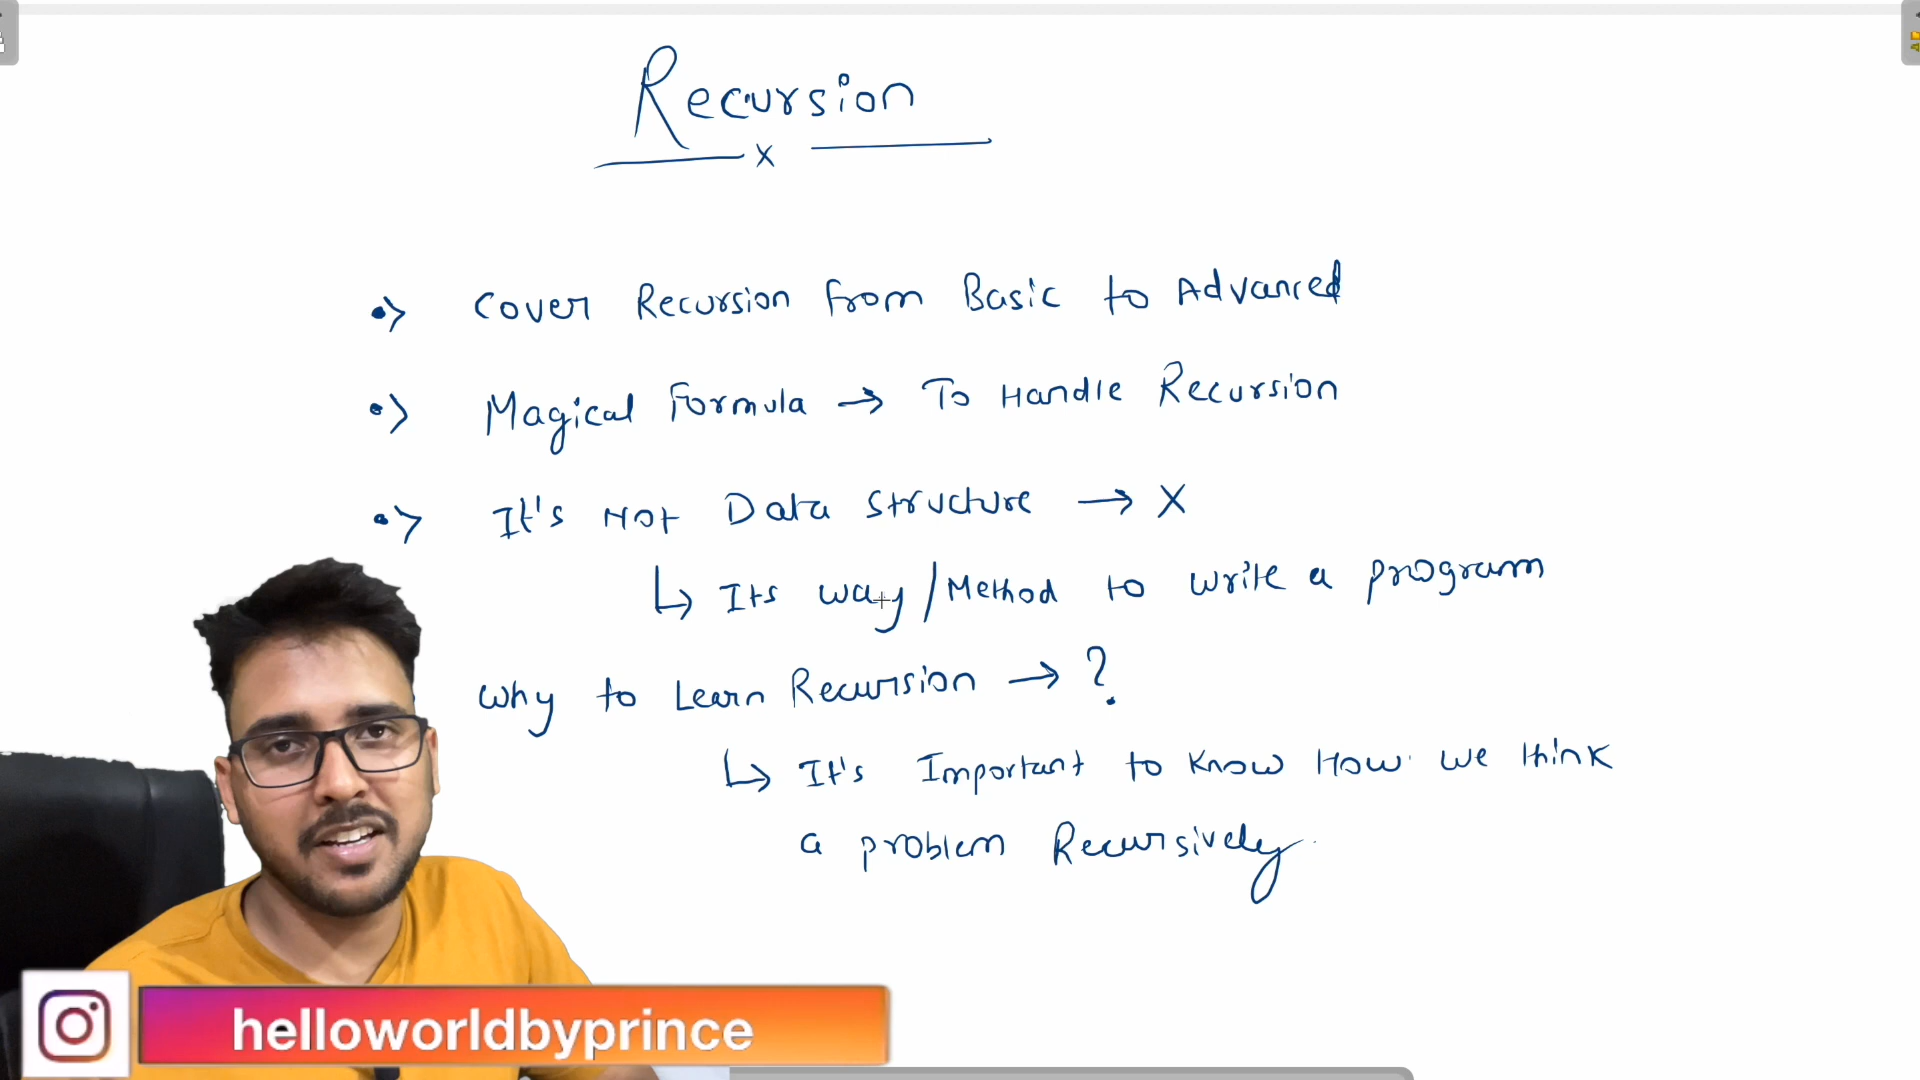 Recursion
x
•> Cover Recursion from Basic to Advanced
•> Magical Formula → To Handle Recursion
•> It's Not Data Structure → X
↳ Its way/Method to write a program
Why to Learn Recursion → ?
↳ It's Important to Know How we think
a problem Recursively.
helloworldbyprince